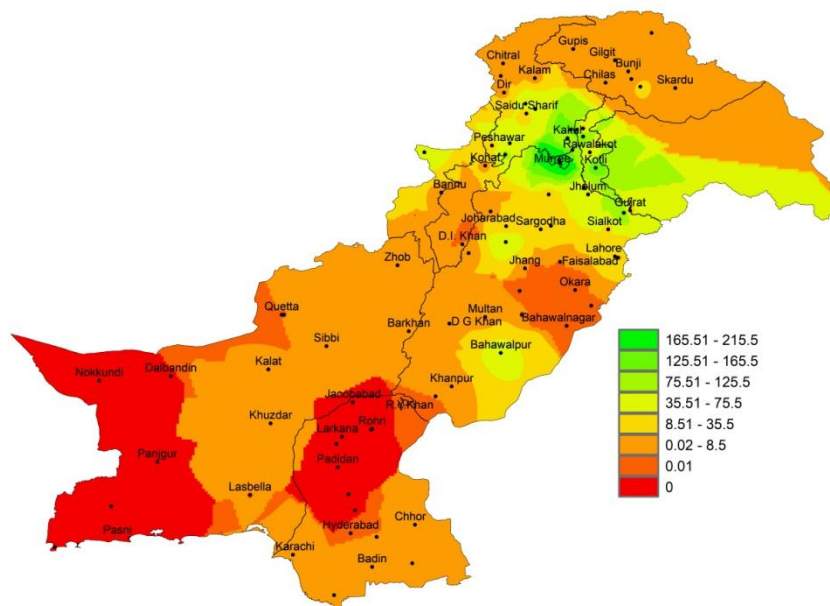 Gupis
Gilgit
Chitral
Bunji
Kalam
Chilas
Skardu
Dir
Saidu Sharif
Kakul
Peshawar
Rawalakot
Kohat
Murree
Kotli
Bannu
Jhelum
Gujrat
Joharabad
Sargodha
Sialkot
D.I. Khan
Lahore
Zhob
Jhang
Faisalabad
Okara
Quetta
Multan
D G Khan
Bahawalnagar
Sibbi
Barkhan
Bahawalpur
Kalat
Nokkundi
Dalbandin
Khanpur
Jacobabad
R.Y.Khan
Khuzdar
Larkana
Rohri
Panjgur
Padidan
Lasbella
Pasni
Hyderabad
Chhor
Karachi
Badin
165.51 - 215.5
125.51 - 165.5
75.51 - 125.5
35.51 - 75.5
8.51 - 35.5
0.02 - 8.5
0.01
0